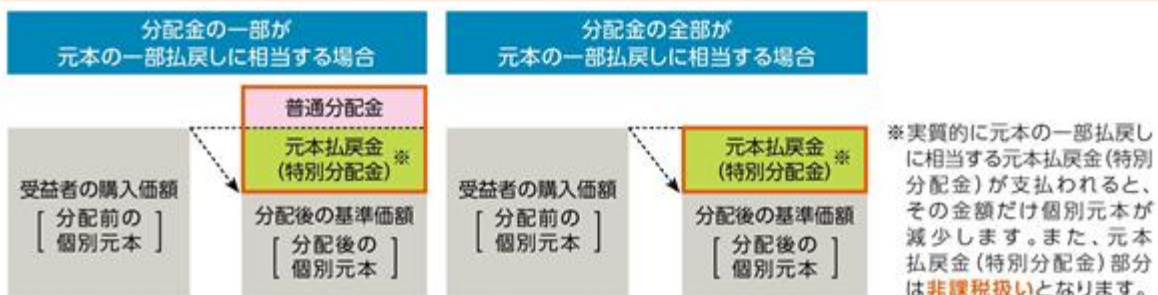 分配金の一部が
元本の一部払戻しに相当する場合
普通分配金
元本払戻金
(特別分配金)
※
受益者の購入価額
[ 分配前の
個別元本 ]
分配後の基準価額
[ 分配後の
個別元本 ]
分配金の全部が
元本の一部払戻しに相当する場合
元本払戻金
(特別分配金)
※
受益者の購入価額
[ 分配前の
個別元本 ]
分配後の基準価額
[ 分配後の
個別元本 ]
※実質的に元本の一部払戻し
に相当する元本払戻金(特別
分配金)が支払われると、
その金額だけ個別元本が
減少します。また、元本
払戻金(特別分配金)部分
は非課税扱いとなります。